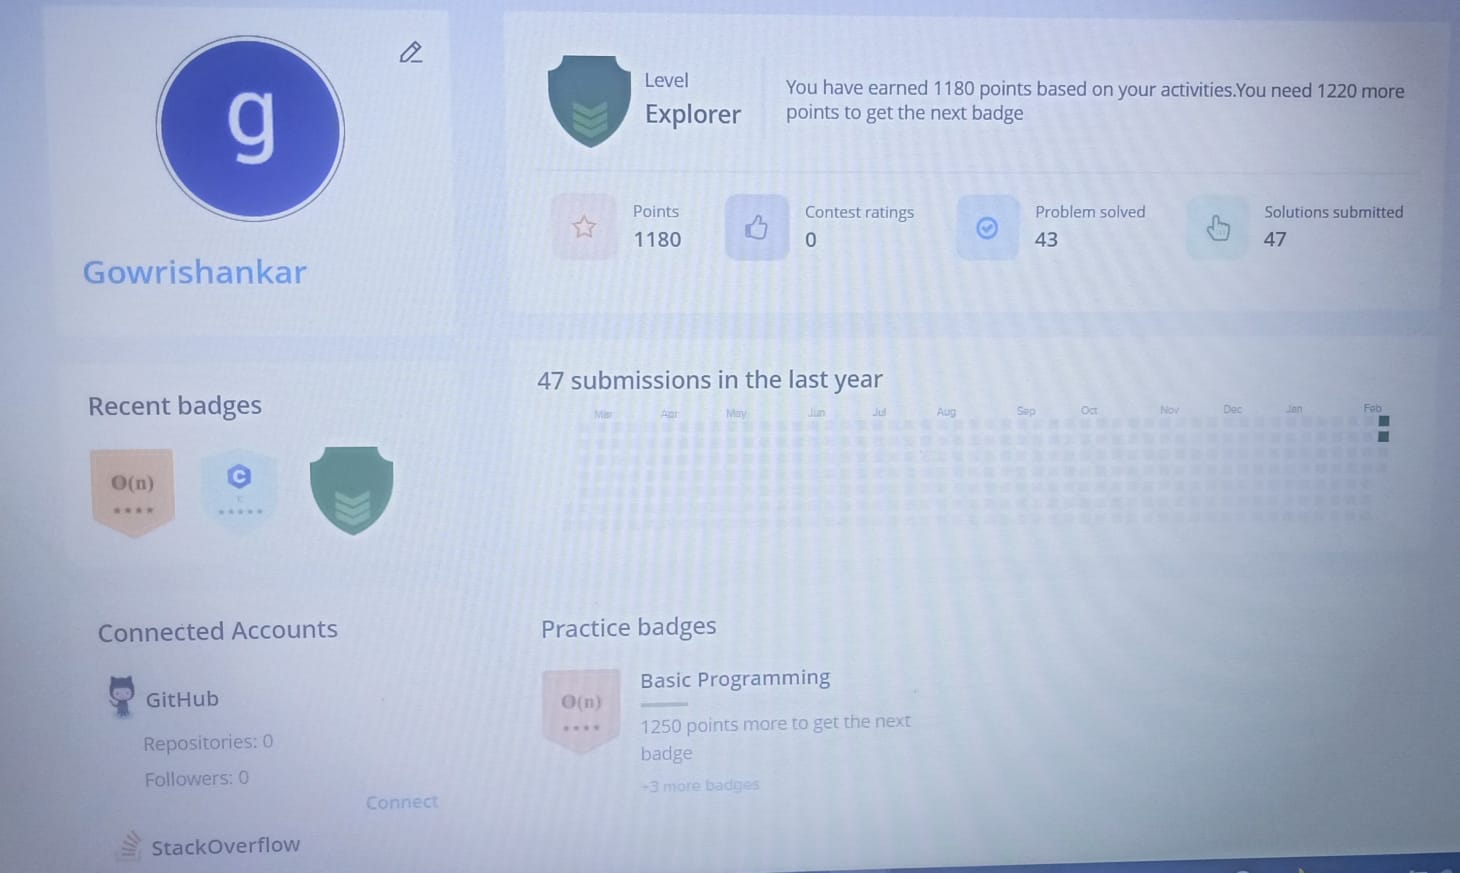 g
Gowrishankar
Level
Explorer
You have earned 1180 points based on your activities.You need 1220 more
points to get the next badge
Points
1180
Contest ratings
0
Problem solved
43
Solutions submitted
47
47 submissions in the last year
Mar Apr May Jun Jul Aug Sep Oct Nov Dec Jan Feb
Recent badges
O(n)
C
Connected Accounts
GitHub
Repositories: 0
Followers: 0
Connect
StackOverflow
Practice badges
O(n)
Basic Programming
1250 points more to get the next
badge
+3 more badges